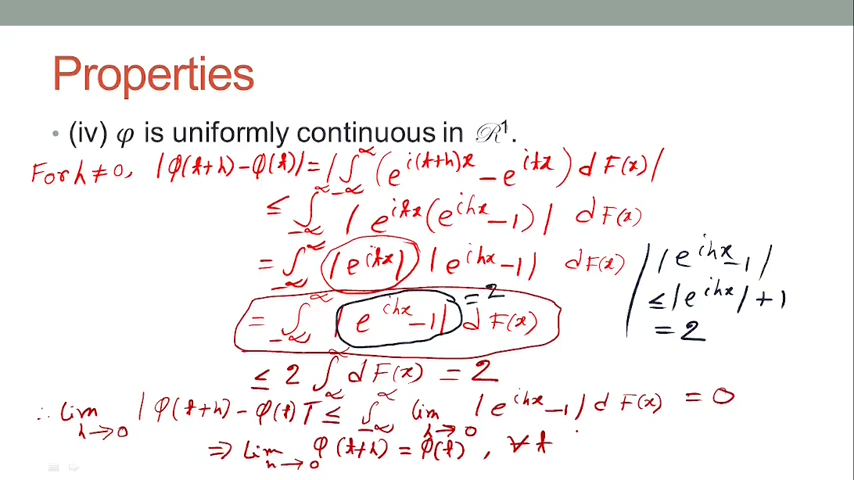 Properties
• (iv) φ is uniformly continuous in ℛ¹.
For h ≠ 0, |φ(t+h) - φ(t)| = |∫_{-∞}^{∞} (e^{i(t+h)x} - e^{itx}) dF(x)|
≤ ∫_{-∞}^{∞} |e^{itx}(e^{ihx} - 1)| dF(x)
= ∫_{-∞}^{∞} |e^{itx}| |e^{ihx} - 1| dF(x)
= ∫_{-∞}^{∞} |e^{ihx} - 1| dF(x)
= 2
|e^{ihx} - 1|
≤ |e^{ihx}| + 1
= 2
≤ 2 ∫_{∞}^{∞} dF(x) = 2
∴ Lim_{h→0} |φ(t+h) - φ(t)| ≤ ∫_{-∞}^{∞} lim_{h→0} |e^{ihx} - 1| dF(x) = 0
⇒ Lim_{h→0} φ(t+h) = φ(t), ∀ t